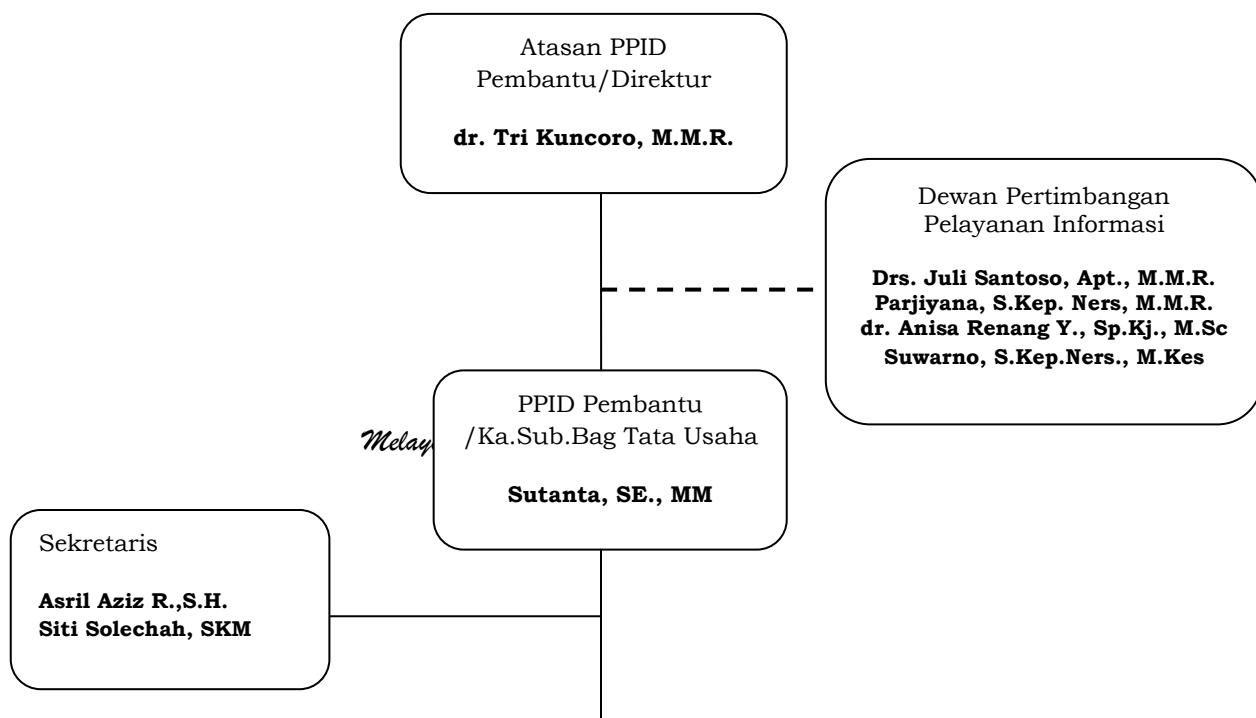 Atasan PPID
Pembantu/Direktur
dr. Tri Kuncoro, M.M.R.
Dewan Pertimbangan
Pelayanan Informasi
Drs. Juli Santoso, Apt., M.M.R.
Parjiyana, S.Kep. Ners, M.M.R.
dr. Anisa Renang Y., Sp.Kj., M.Sc
Suwarno, S.Kep.Ners., M.Kes
PPID Pembantu
/Ka.Sub.Bag Tata Usaha
Sutanta, SE., MM
Sekretaris
Asril Aziz R.,S.H.
Siti Solechah, SKM